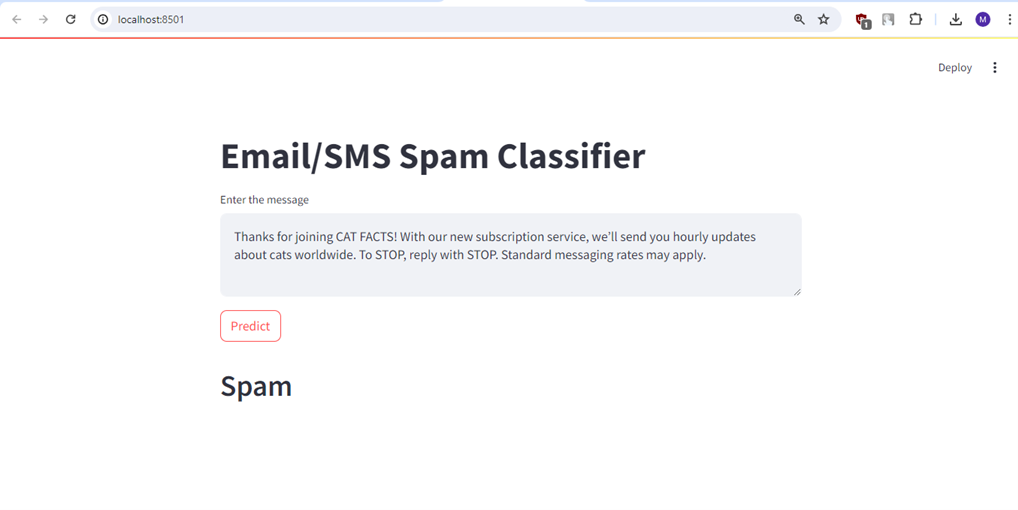 localhost:8501
1
M
Deploy
Email/SMS Spam Classifier
Enter the message
Thanks for joining CAT FACTS! With our new subscription service, we'll send you hourly updates
about cats worldwide. To STOP, reply with STOP. Standard messaging rates may apply.
Predict
Spam